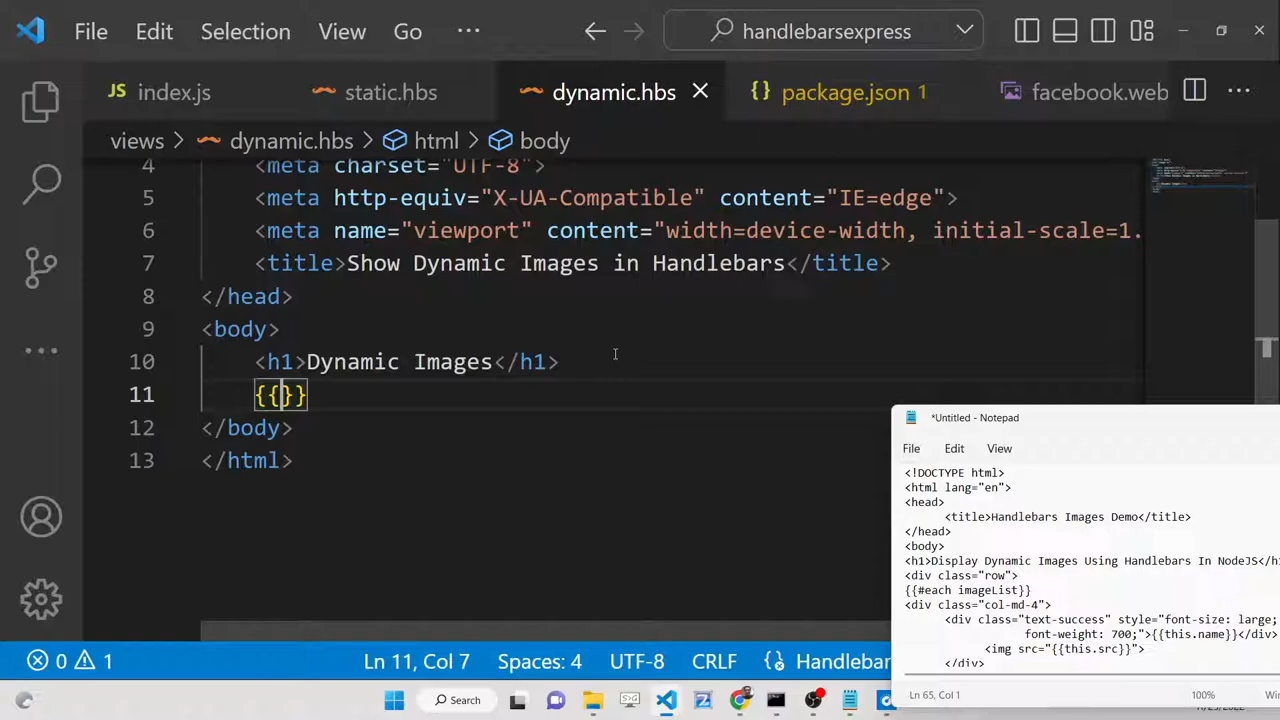 File Edit Selection View Go ··· handlebarsexpress
JS index.js static.hbs dynamic.hbs {} package.json 1 facebook.web
views > dynamic.hbs > html > body
4 <meta charset="UTF-8">
5 <meta http-equiv="X-UA-Compatible" content="IE=edge">
6 <meta name="viewport" content="width=device-width, initial-scale=1.
7 <title>Show Dynamic Images in Handlebars</title>
8 </head>
9 <body>
10 <h1>Dynamic Images</h1>
11 {{}}
12 </body>
13 </html>
*Untitled - Notepad
File Edit View
<!DOCTYPE html>
<html lang="en">
<head>
<title>Handlebars Images Demo</title>
</head>
<body>
<h1>Display Dynamic Images Using Handlebars In NodeJS</h1
<div class="row">
{{#each imageList}}
<div class="col-md-4">
<div class="text-success" style="font-size: large;
font-weight: 700;">{{this.name}}</div>
<img src="{{this.src}}">
</div>
Ln 65, Col 1 100% Win
0 1 Ln 11, Col 7 Spaces: 4 UTF-8 CRLF Handlebars
Search